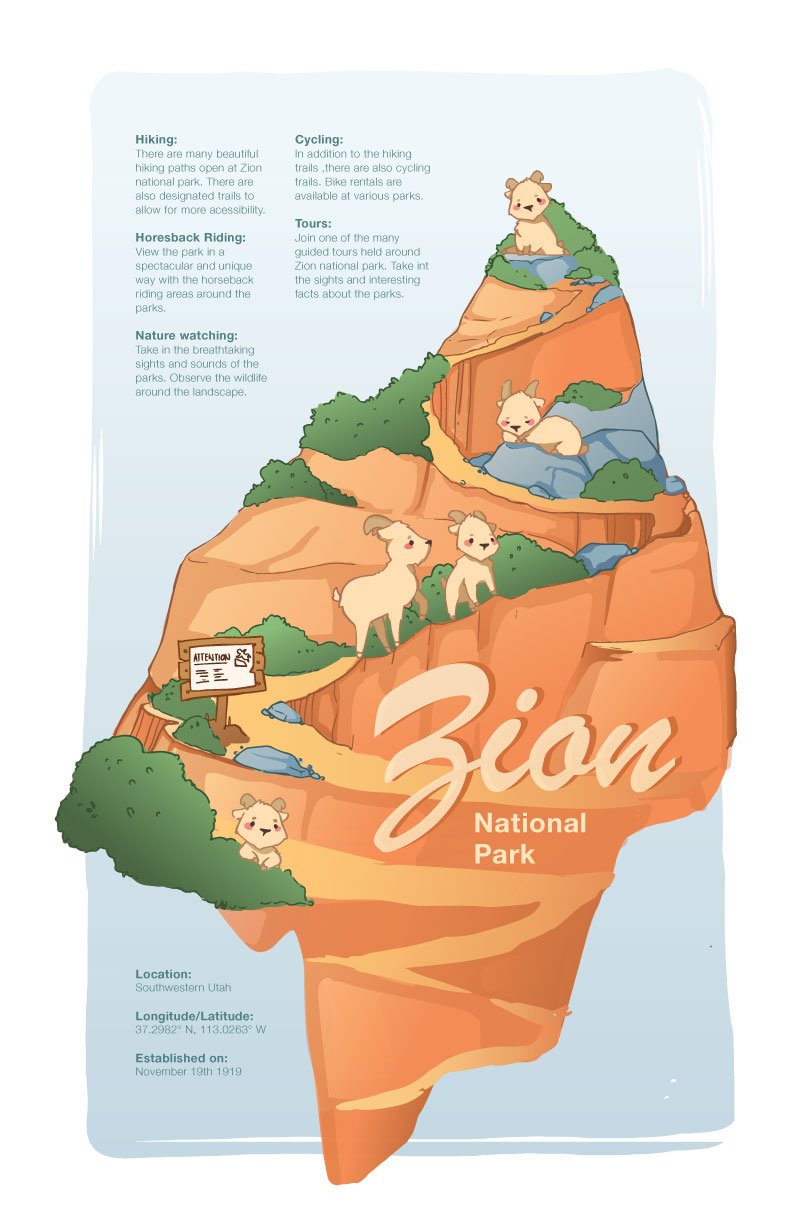 Hiking:
There are many beautiful
hiking paths open at Zion
national park. There are
also designated trails to
allow for more acessibility.
Horesback Riding:
View the park in a
spectacular and unique
way with the horseback
riding areas around the
parks.
Nature watching:
Take in the breathtaking
sights and sounds of the
parks. Observe the wildlife
around the landscape.
Cycling:
In addition to the hiking
trails ,there are also cycling
trails. Bike rentals are
available at various parks.
Tours:
Join one of the many
guided tours held around
Zion national park. Take int
the sights and interesting
facts about the parks.
ATTENTION
Zion
National
Park
Location:
Southwestern Utah
Longitude/Latitude:
37.2982° N, 113.0263° W
Established on:
November 19th 1919